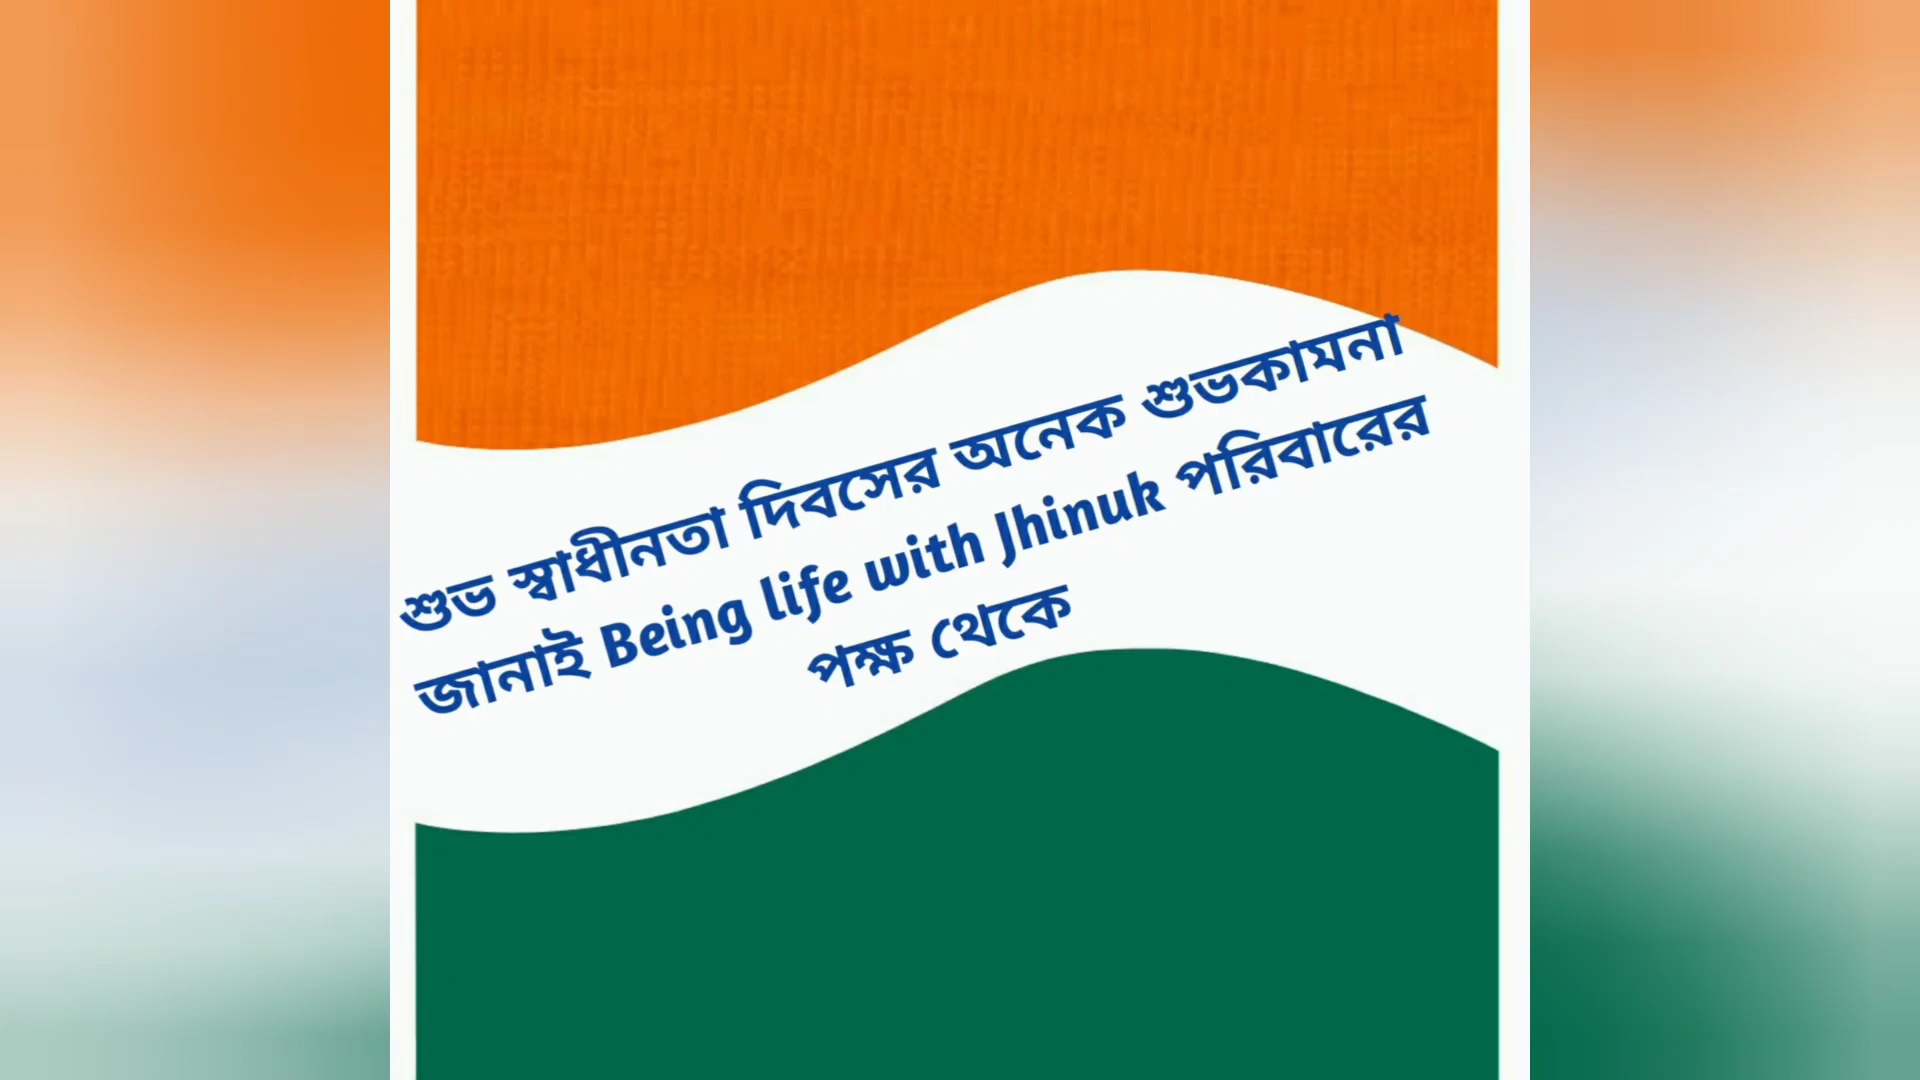 শুভ স্বাধীনতা দিবসের অনেক শুভকামনা
জানাই Being life with Jhinuk পরিবারের
পক্ষ থেকে